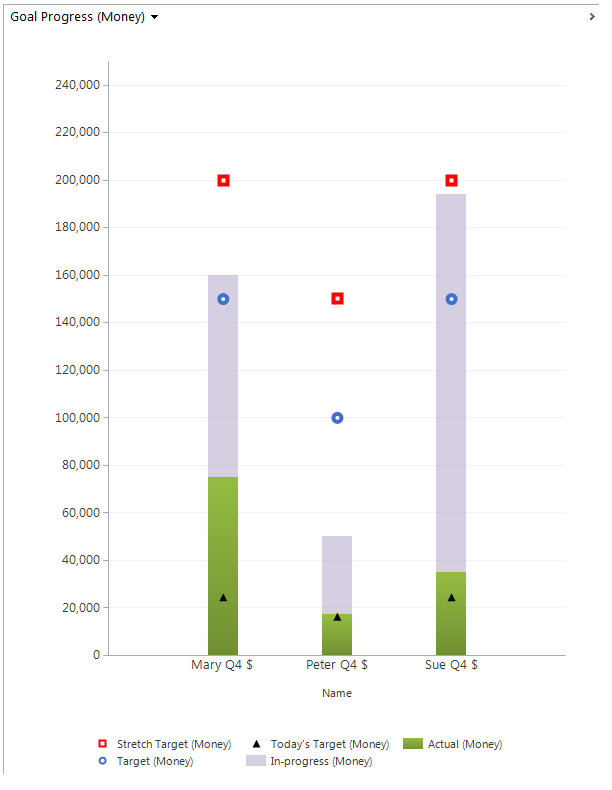 Goal Progress (Money)
240,000
220,000
200,000
180,000
160,000
140,000
120,000
100,000
80,000
60,000
40,000
20,000
0
Mary Q4 $ Peter Q4 $ Sue Q4 $
Name
Stretch Target (Money) Today's Target (Money) Actual (Money)
Target (Money) In-progress (Money)